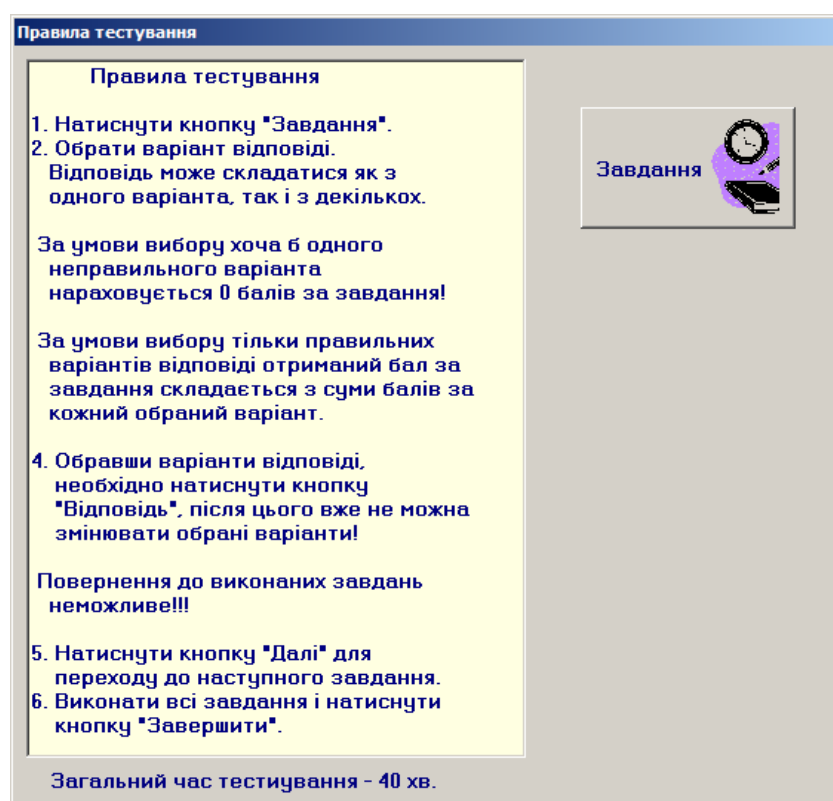 Правила тестування
Правила тестування
1. Натиснути кнопку "Завдання".
2. Обрати варіант відповіді.
Відповідь може складатися як з
одного варіанта, так і з декількох.
За умови вибору хоча б одного
неправильного варіанта
нараховується 0 балів за завдання!
За умови вибору тільки правильних
варіантів відповіді отриманий бал за
завдання складається з суми балів за
кожний обраний варіант.
4. Обравши варіанти відповіді,
необхідно натиснути кнопку
"Відповідь", після цього вже не можна
змінювати обрані варіанти!
Повернення до виконаних завдань
неможливе!!!
5. Натиснути кнопку "Далі" для
переходу до наступного завдання.
6. Виконати всі завдання і натиснути
кнопку "Завершити".
Загальний час тестиування - 40 хв.
Завдання